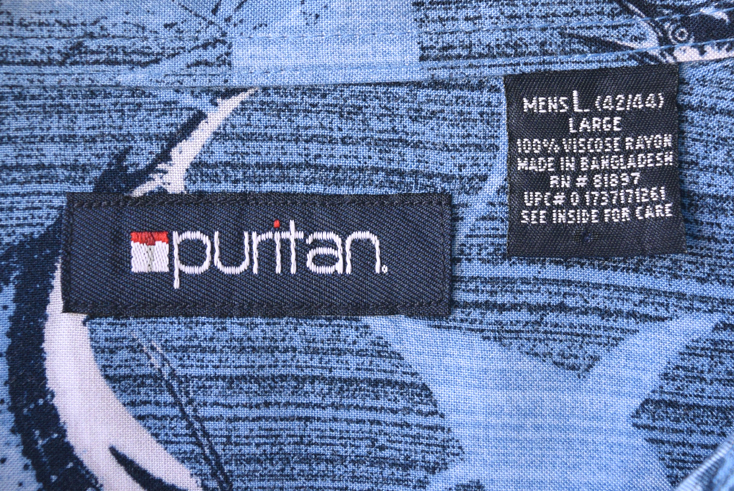 puritan.
MENS L (42/44)
LARGE
100% VISCOSE RAYON
MADE IN BANGLADESH
RN # 81897
UPC# 0 1737171261
SEE INSIDE FOR CARE